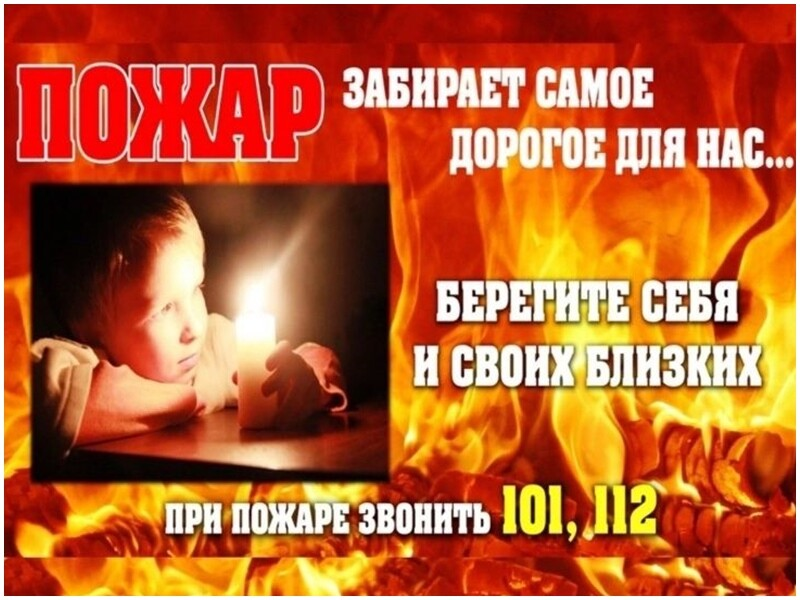 ПОЖАР ЗАБИРАЕТ САМОЕ
ДОРОГОЕ ДЛЯ НАС...
БЕРЕГИТЕ СЕБЯ
И СВОИХ БЛИЗКИХ
ПРИ ПОЖАРЕ ЗВОНИТЬ 101, 112